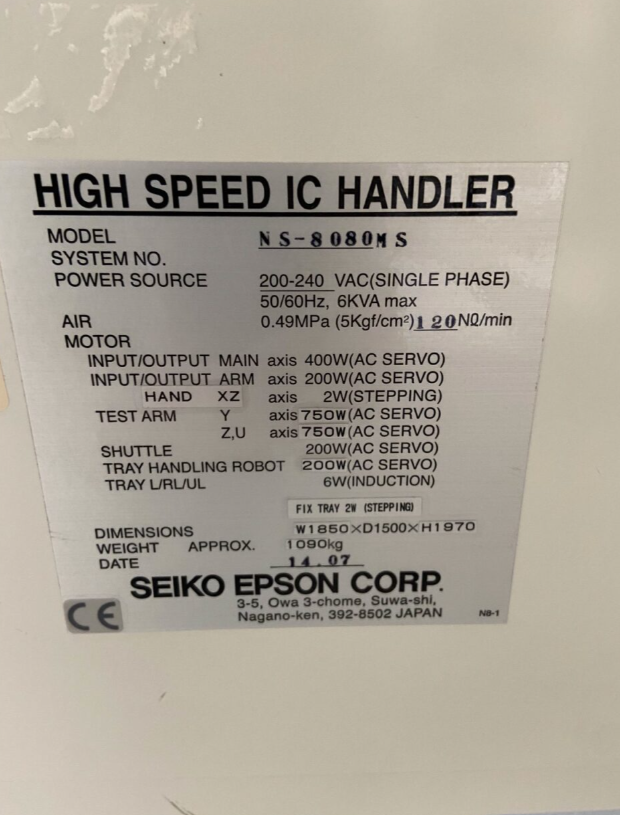 HIGH SPEED IC HANDLER
MODEL NS-8080MS
SYSTEM NO.
POWER SOURCE 200-240 VAC(SINGLE PHASE)
50/60Hz, 6KVA max
AIR 0.49MPa (5Kgf/cm²) 120Nℓ/min
MOTOR
INPUT/OUTPUT MAIN axis 400W(AC SERVO)
INPUT/OUTPUT ARM axis 200W(AC SERVO)
HAND XZ axis 2W(STEPPING)
TEST ARM Y axis 750W(AC SERVO)
Z,U axis 750W(AC SERVO)
SHUTTLE 200W(AC SERVO)
TRAY HANDLING ROBOT 200W(AC SERVO)
TRAY L/RL/UL 6W(INDUCTION)
FIX TRAY 2W (STEPPING)
DIMENSIONS W1850×D1500×H1970
WEIGHT APPROX. 1090kg
DATE 14.07
SEIKO EPSON CORP.
3-5, Owa 3-chome, Suwa-shi,
Nagano-ken, 392-8502 JAPAN
CE
N8-1